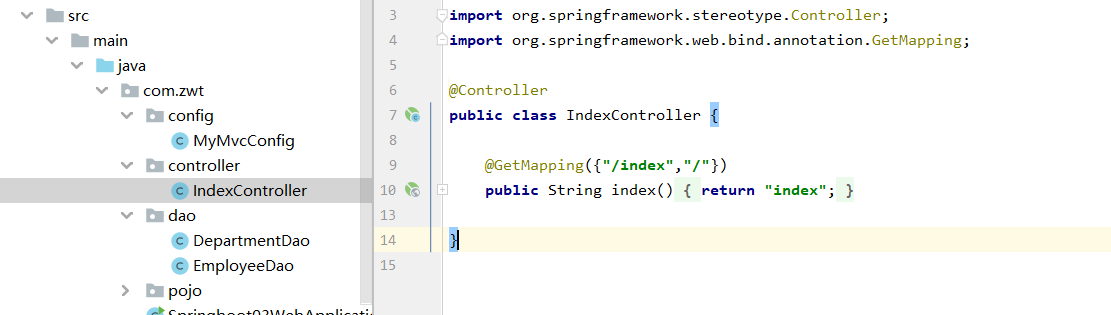 src
main
java
com.zwt
config
MyMvcConfig
controller
IndexController
dao
DepartmentDao
EmployeeDao
pojo
3 import org.springframework.stereotype.Controller;
4 import org.springframework.web.bind.annotation.GetMapping;
5
6 @Controller
7 public class IndexController {
8
9 @GetMapping({"/index","/"})
10 public String index() { return "index"; }
13
14 }
15